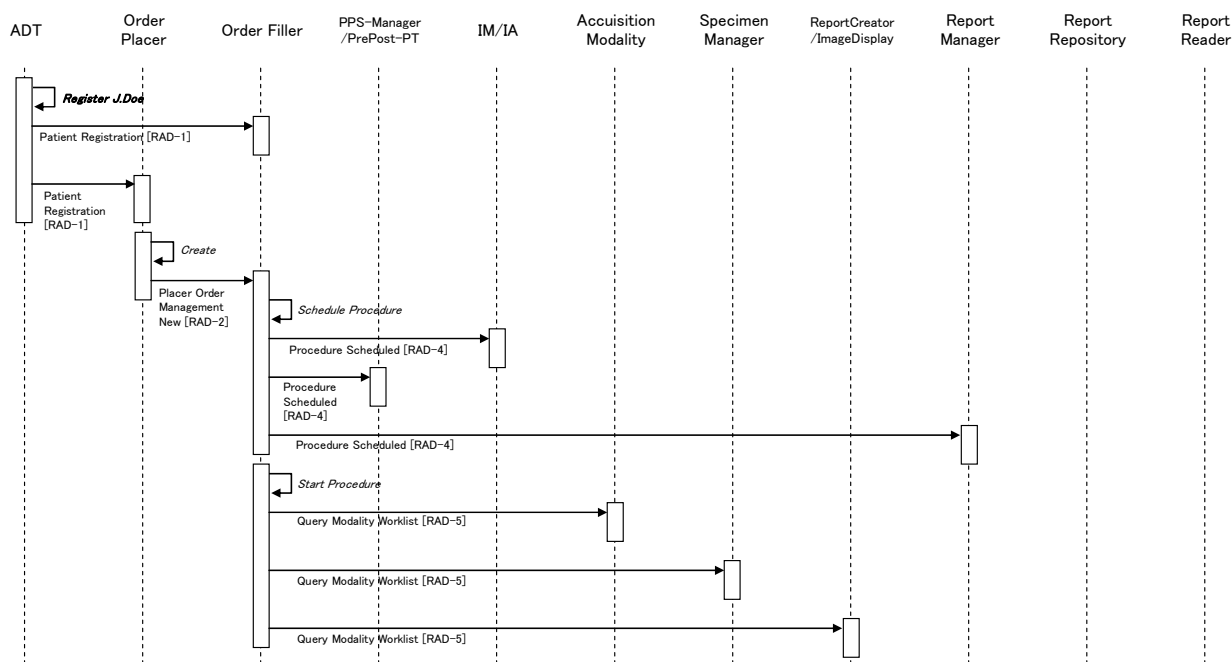 ADT
Order
Placer
Order Filler
PPS-Manager
/PrePost-PT
IM/IA
Accuisition
Modality
Specimen
Manager
ReportCreator
/ImageDisplay
Report
Manager
Report
Repository
Report
Reader
Register J.Doe
Patient Registration [RAD-1]
Patient
Registration
[RAD-1]
Create
Placer Order
Management
New [RAD-2]
Schedule Procedure
Procedure Scheduled [RAD-4]
Procedure
Scheduled
[RAD-4]
Procedure Scheduled [RAD-4]
Start Procedure
Query Modality Worklist [RAD-5]
Query Modality Worklist [RAD-5]
Query Modality Worklist [RAD-5]